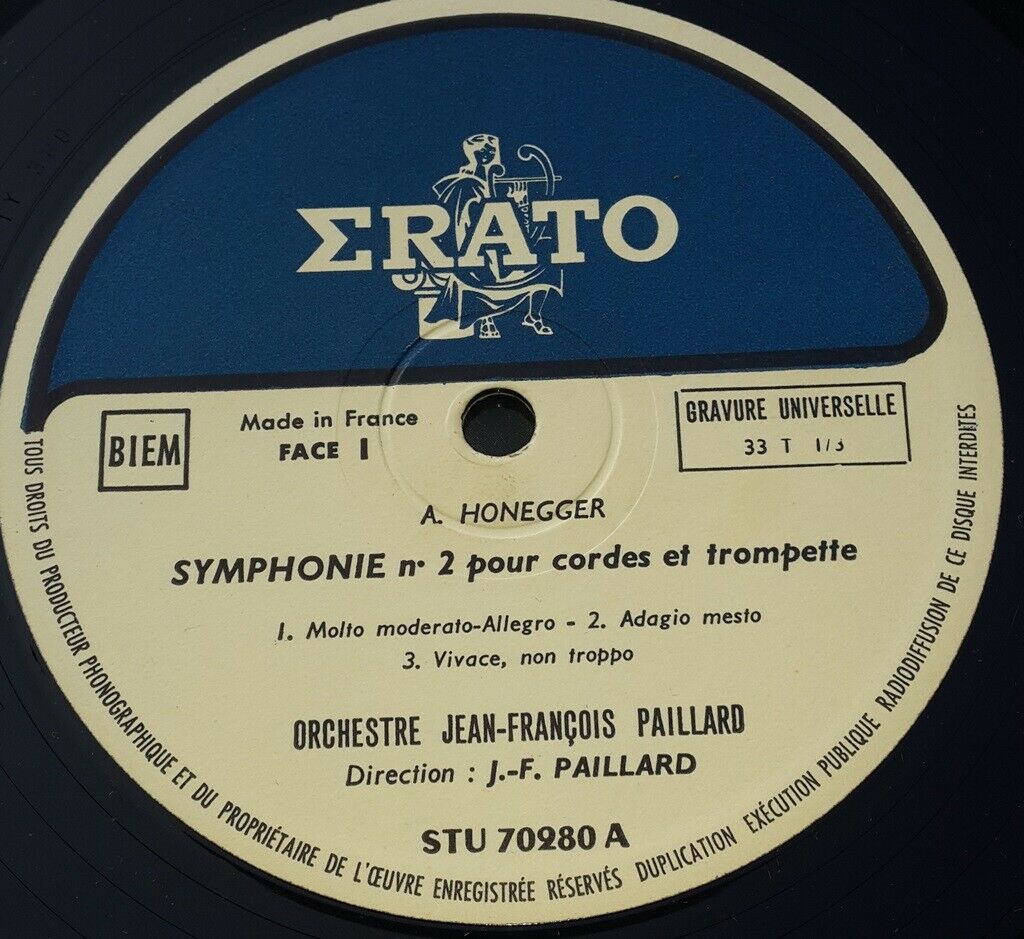 ΣRATO
BIEM
Made in France
FACE 1
GRAVURE UNIVERSELLE
33 T 1/3
A. HONEGGER
SYMPHONIE n• 2 pour cordes et trompette
1. Molto moderato-Allegro - 2. Adagio mesto
3. Vivace, non troppo
ORCHESTRE JEAN-FRANÇOIS PAILLARD
Direction : J.-F. PAILLARD
STU 70280 A
TOUS DROITS DU PRODUCTEUR PHONOGRAPHIQUE ET DU PROPRIÉTAIRE DE L'ŒUVRE ENREGISTRÉE RÉSERVÉS DUPLICATION EXÉCUTION PUBLIQUE RADIODIFFUSION DE CE DISQUE INTERDITES